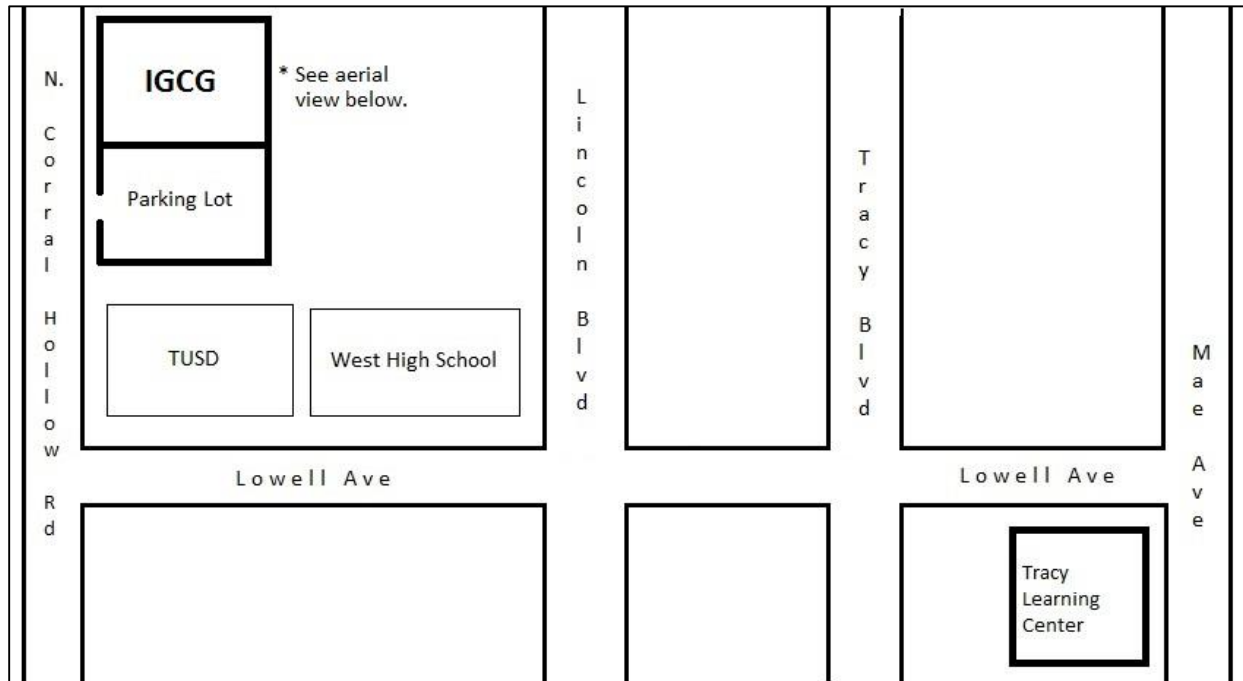 N. Corral Hollow Rd
IGCG
* See aerial
view below.
Parking Lot
TUSD
West High School
Lincoln Blvd
Tracy Blvd
Mae Ave
Lowell Ave
Lowell Ave
Tracy
Learning
Center